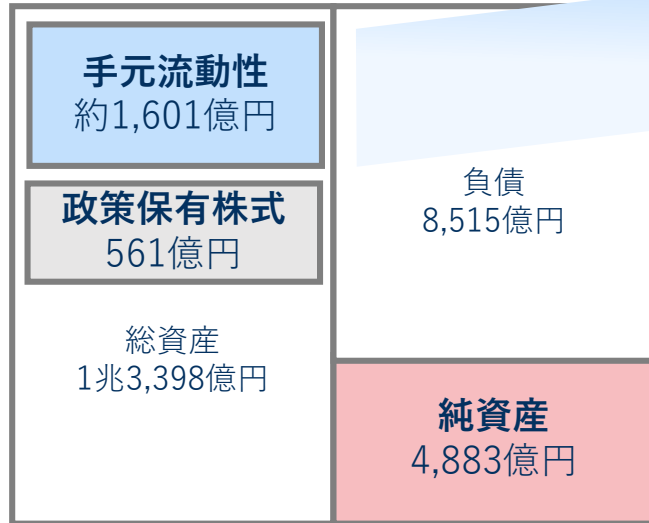 手元流動性
約1,601億円
政策保有株式
561億円
総資産
1兆3,398億円
負債
8,515億円
純資産
4,883億円